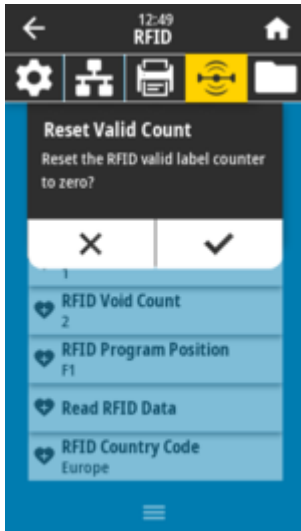 12:49
RFID
Reset Valid Count
Reset the RFID valid label counter
to zero?
1
RFID Void Count
2
RFID Program Position
F1
Read RFID Data
RFID Country Code
Europe